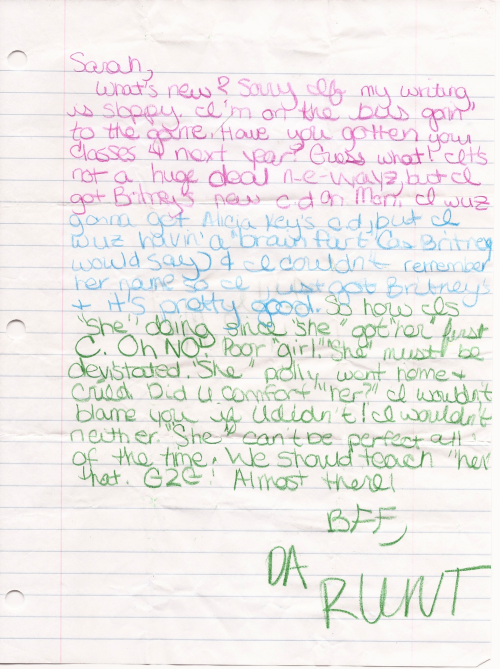 Sarah,
What's new? Sorry If my writing
is sloppy. I'm on the bus goin'
to the game. Have you gotten your
classes 4 next year? Guess what! It's
not a huge deal n-e-wayz, but I
got Britney's new c.d on Mon. I wuz
gonna get Alicia Key's c.d, but I
wuz havin' a "brain fart" (as Britney
would say) & I couldn't remember
her name so I just got Britney's
+ it's pretty good. So how Is
"She" doing since "she" got "her" first
C. Oh NO! Poor "girl." "She" must be
devistated. "She" prolly went home +
cried. Did u comfort "her?" I wouldn't
blame you if U didn't! I wouldn't
neither. "She" can't be perfect all
of the time. We should teach "her"
that. G2G! Almost there!
BFF,
DA
RUNT